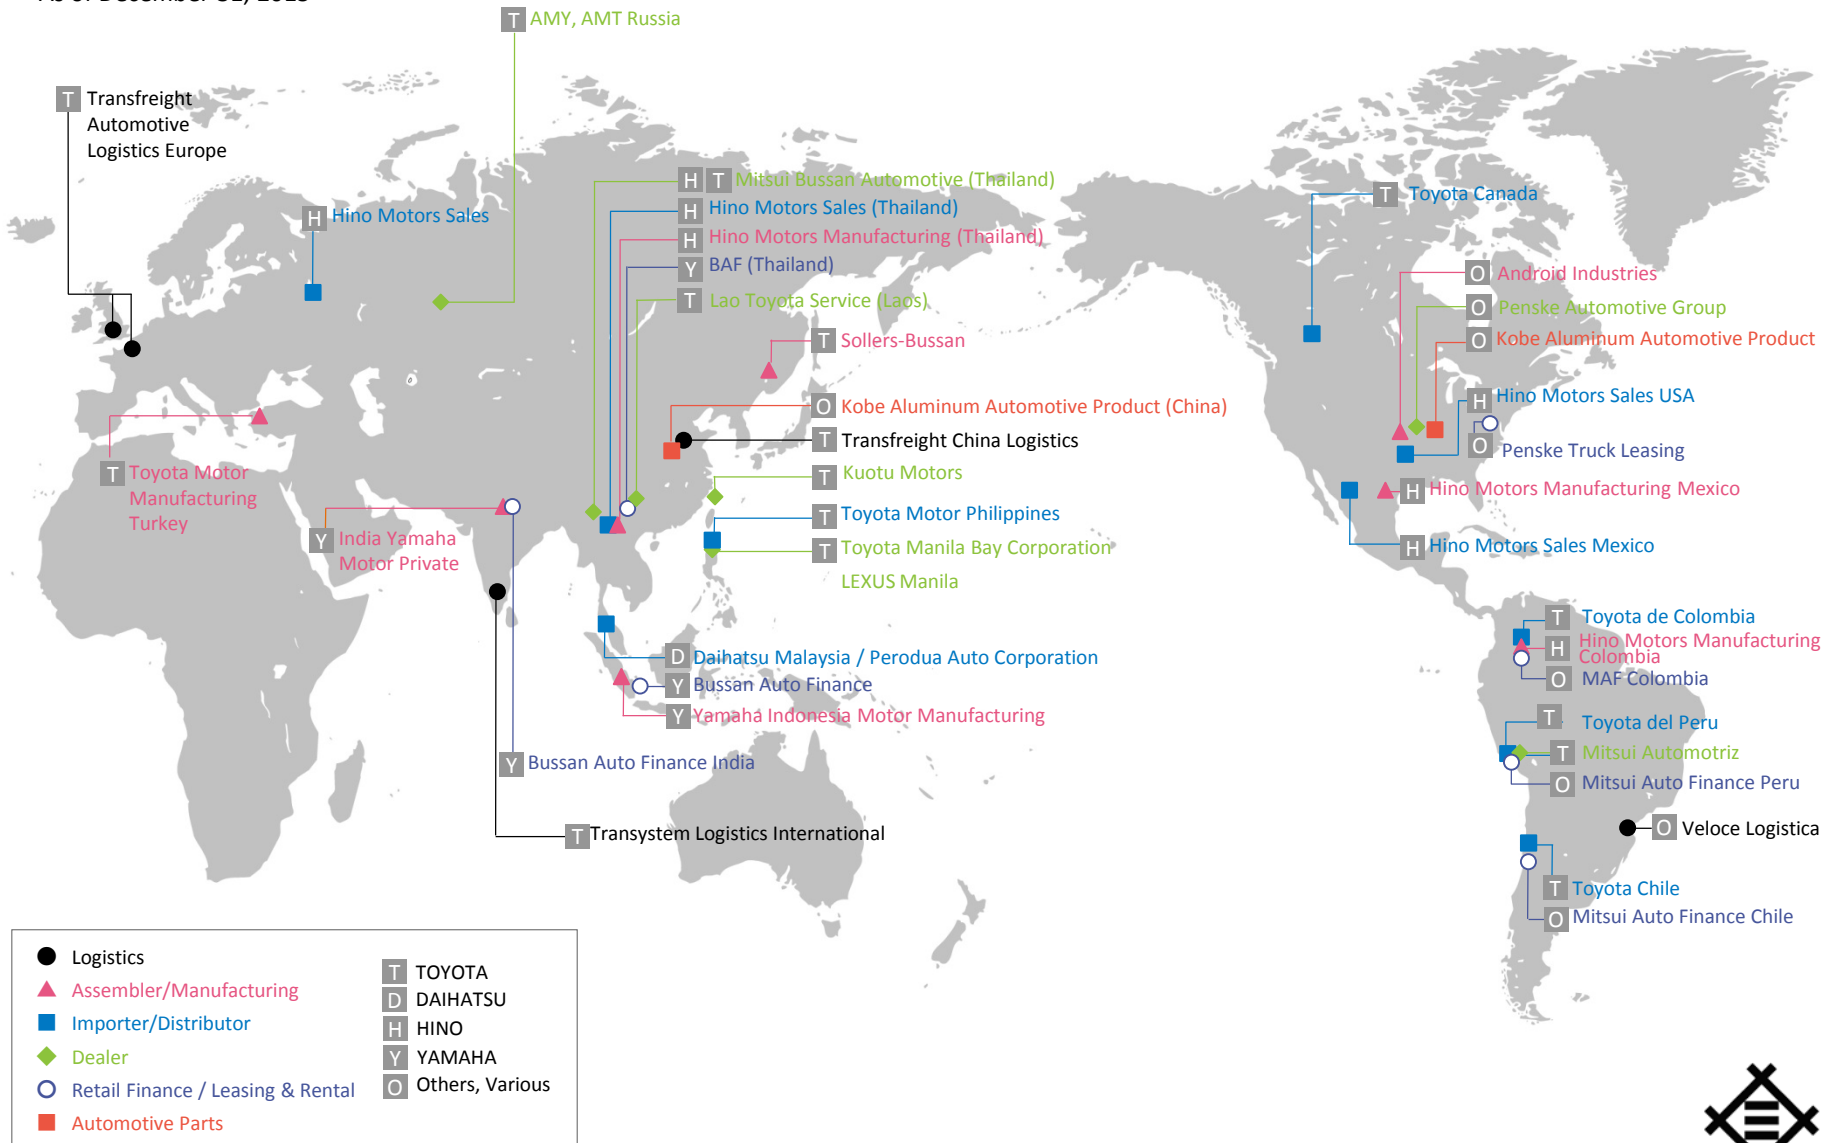 T AMY, AMT Russia
T Transfreight
Automotive
Logistics Europe
H Hino Motors Sales
H T Mitsui Bussan Automotive (Thailand)
H Hino Motors Sales (Thailand)
H Hino Motors Manufacturing (Thailand)
Y BAF (Thailand)
T Lao Toyota Service (Laos)
T Sollers-Bussan
O Kobe Aluminum Automotive Product (China)
T Transfreight China Logistics
T Kuotu Motors
T Toyota Motor Philippines
T Toyota Manila Bay Corporation
LEXUS Manila
T Toyota Motor
Manufacturing
Turkey
Y India Yamaha
Motor Private
D Daihatsu Malaysia / Perodua Auto Corporation
Y Bussan Auto Finance
Y Yamaha Indonesia Motor Manufacturing
Y Bussan Auto Finance India
T Transystem Logistics International
T Toyota Canada
O Android Industries
O Penske Automotive Group
O Kobe Aluminum Automotive Product
H Hino Motors Sales USA
O Penske Truck Leasing
H Hino Motors Manufacturing Mexico
H Hino Motors Sales Mexico
T Toyota de Colombia
H Hino Motors Manufacturing
Colombia
O MAF Colombia
T Toyota del Peru
T Mitsui Automotriz
O Mitsui Auto Finance Peru
O Veloce Logistica
T Toyota Chile
O Mitsui Auto Finance Chile
Logistics
Assembler/Manufacturing
Importer/Distributor
Dealer
Retail Finance / Leasing & Rental
Automotive Parts
T TOYOTA
D DAIHATSU
H HINO
Y YAMAHA
O Others, Various